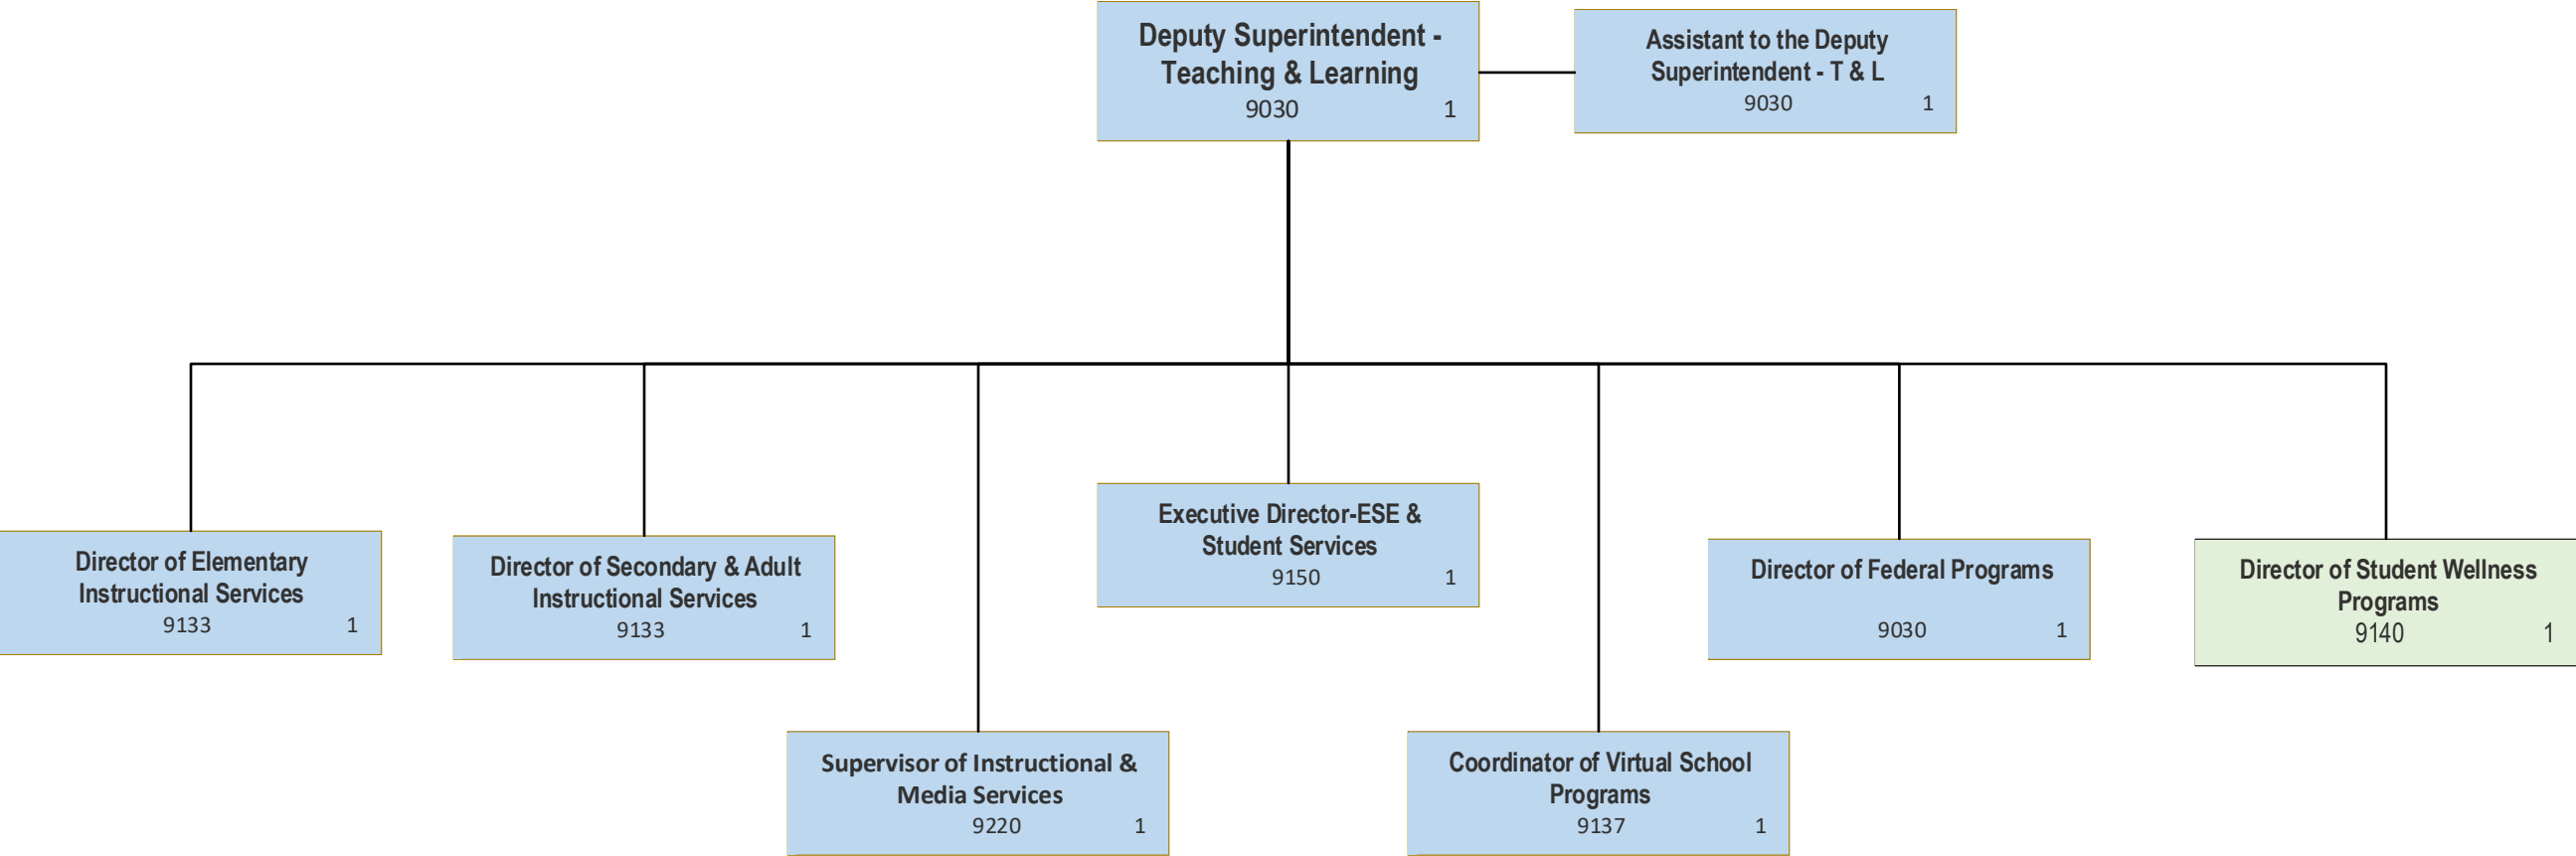 Deputy Superintendent -
Teaching & Learning
9030 1
Assistant to the Deputy
Superintendent - T & L
9030 1
Director of Elementary
Instructional Services
9133 1
Director of Secondary & Adult
Instructional Services
9133 1
Supervisor of Instructional &
Media Services
9220 1
Executive Director-ESE &
Student Services
9150 1
Coordinator of Virtual School
Programs
9137 1
Director of Federal Programs
9030 1
Director of Student Wellness
Programs
9140 1